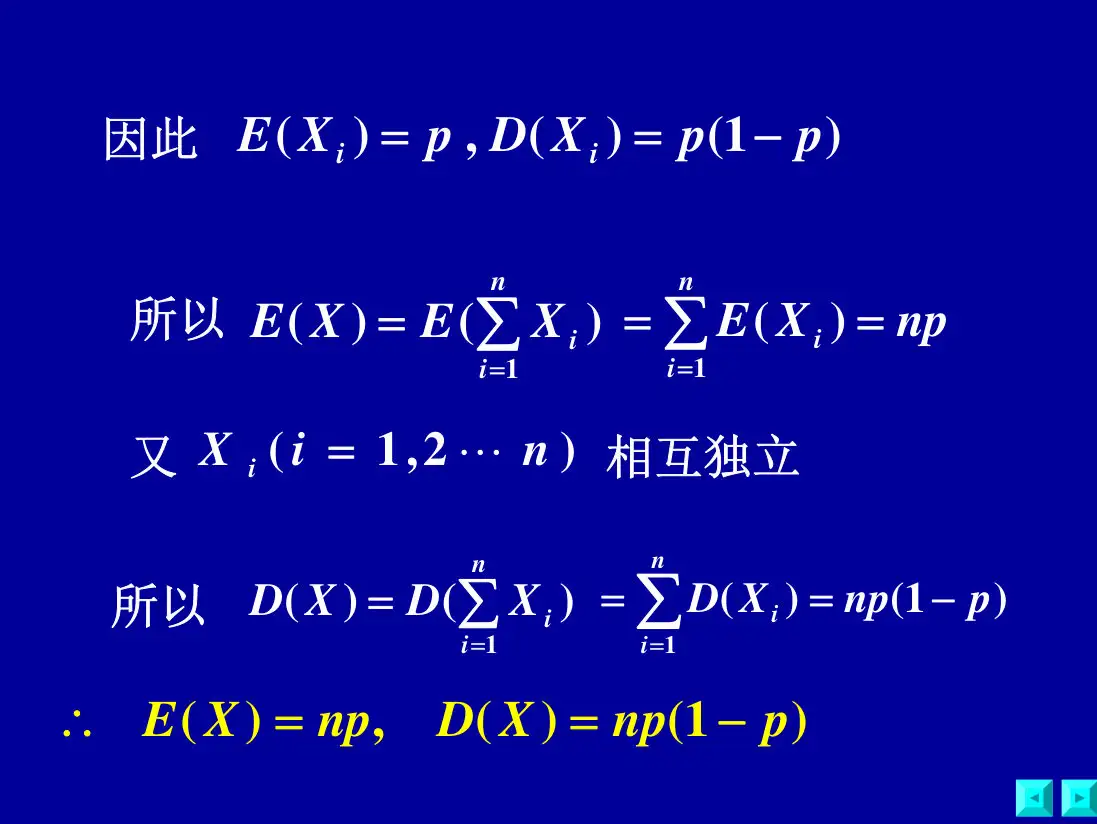 因此 E(X_i) = p , D(X_i) = p(1 − p)
所以 E(X) = E(∑_{i=1}^{n} X_i) = ∑_{i=1}^{n} E(X_i) = np
又 X_i (i = 1,2 ⋯ n) 相互独立
所以 D(X) = D(∑_{i=1}^{n} X_i) = ∑_{i=1}^{n} D(X_i) = np(1 − p)
∴ E(X) = np, D(X) = np(1 − p)